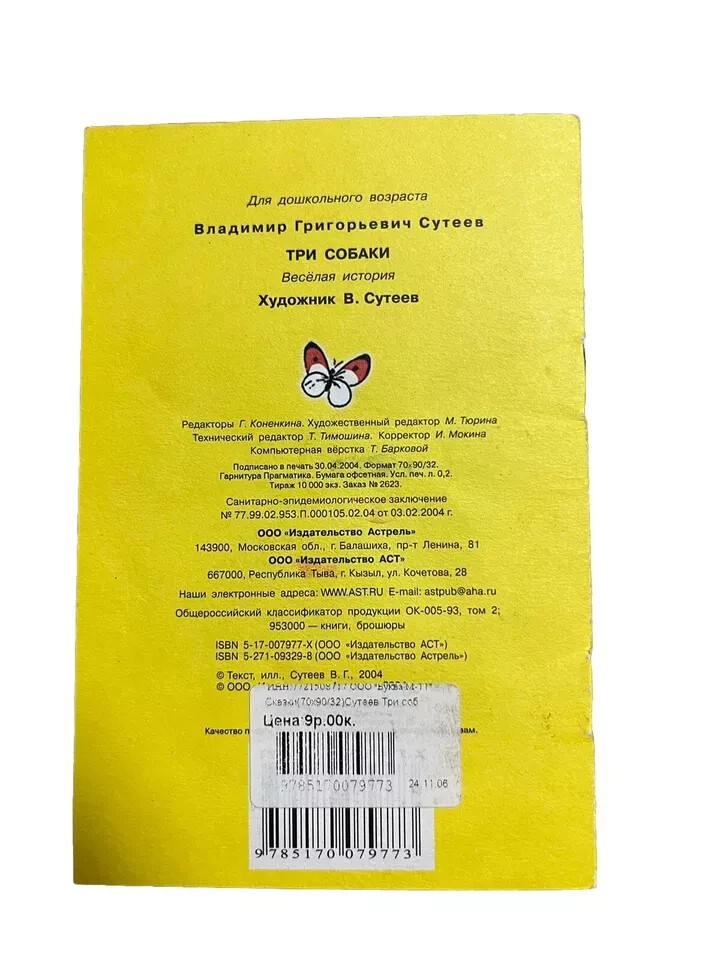 Для дошкольного возраста
Владимир Григорьевич Сутеев
ТРИ СОБАКИ
Весёлая история
Художник В. Сутеев
Редакторы Г. Коненкина. Художественный редактор М. Тюрина
Технический редактор Т. Тимошина. Корректор И. Мокина
Компьютерная вёрстка Т. Барковой
Подписано в печать 30.04.2004. Формат 70×90/32.
Гарнитура Прагматика. Бумага офсетная. Усл. печ. л. 0,2.
Тираж 10 000 экз. Заказ № 2623.
Санитарно-эпидемиологическое заключение
№ 77.99.02.953.П.000105.02.04 от 03.02.2004 г.
ООО «Издательство Астрель»
143900, Московская обл., г. Балашиха, пр-т Ленина, 81
ООО «Издательство АСТ»
667000, Республика Тыва, г. Кызыл, ул. Кочетова, 28
Наши электронные адреса: WWW.AST.RU E-mail: astpub@aha.ru
Общероссийский классификатор продукции ОК-005-93, том 2;
953000 — книги, брошюры
ISBN 5-17-007977-X (ООО «Издательство АСТ»)
ISBN 5-271-09329-8 (ООО «Издательство Астрель»)
© Текст, илл., Сутеев В. Г., 2004
© ООО
Сказки(70х90/32)Сутеев Три соб
Цена 9р.00к.
Качество
9785170079773 24.11.06
9 785170 079773